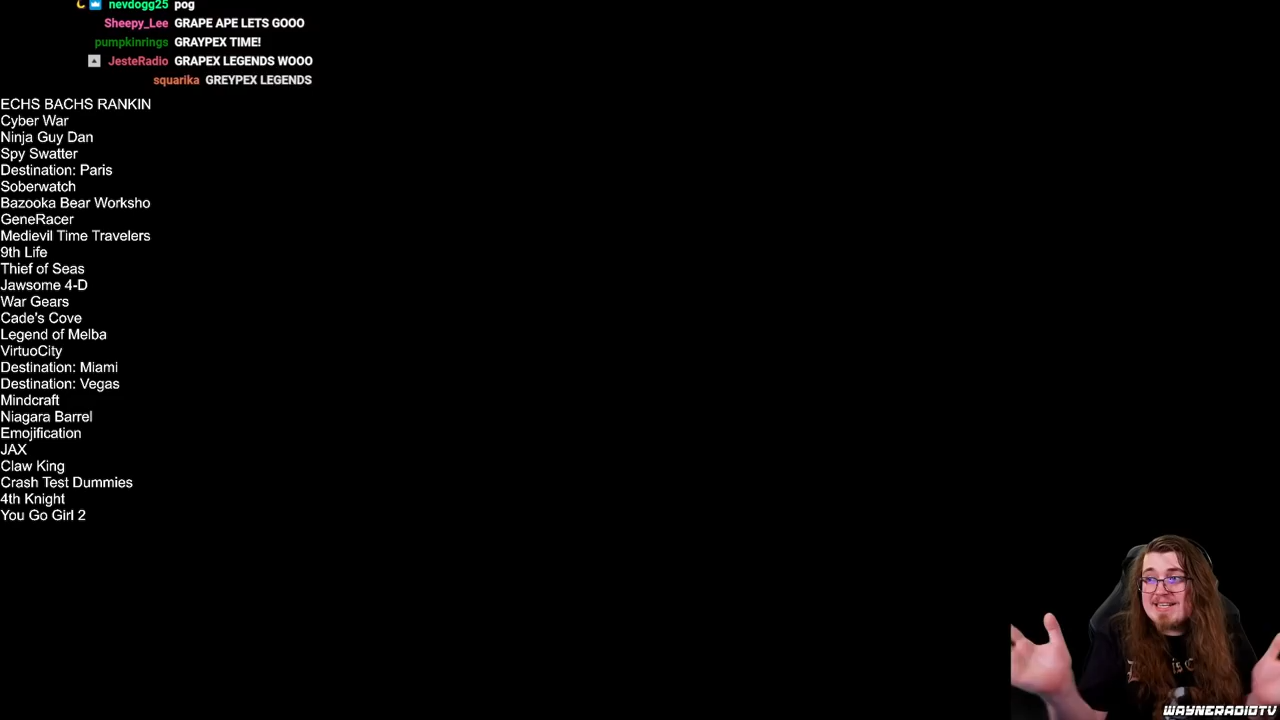 nevdogg25 pog
Sheepy_Lee GRAPE APE LETS GOOO
pumpkinrings GRAYPEX TIME!
JesteRadio GRAPEX LEGENDS WOOO
squarika GREYPEX LEGENDS
ECHS BACHS RANKIN
Cyber War
Ninja Guy Dan
Spy Swatter
Destination: Paris
Soberwatch
Bazooka Bear Worksho
GeneRacer
Medievil Time Travelers
9th Life
Thief of Seas
Jawsome 4-D
War Gears
Cade's Cove
Legend of Melba
VirtuoCity
Destination: Miami
Destination: Vegas
Mindcraft
Niagara Barrel
Emojification
JAX
Claw King
Crash Test Dummies
4th Knight
You Go Girl 2
WAYNERADIOTV